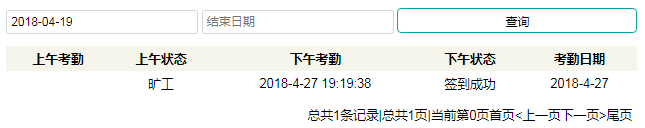 2018-04-19 结束日期 查询
上午考勤 上午状态 下午考勤 下午状态 考勤日期
旷工 2018-4-27 19:19:38 签到成功 2018-4-27
总共1条记录|总共1页|当前第0页首页<上一页下一页>尾页